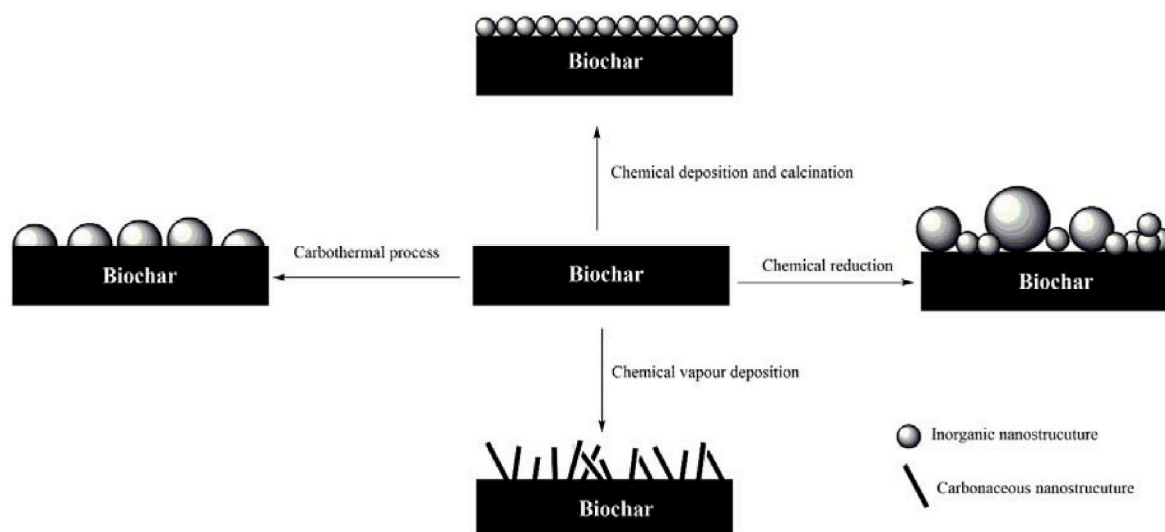 Biochar
Chemical deposition and calcination
Carbothermal process
Biochar
Biochar
Chemical reduction
Biochar
Chemical vapour deposition
Biochar
Inorganic nanostrucuture
Carbonaceous nanostrucuture